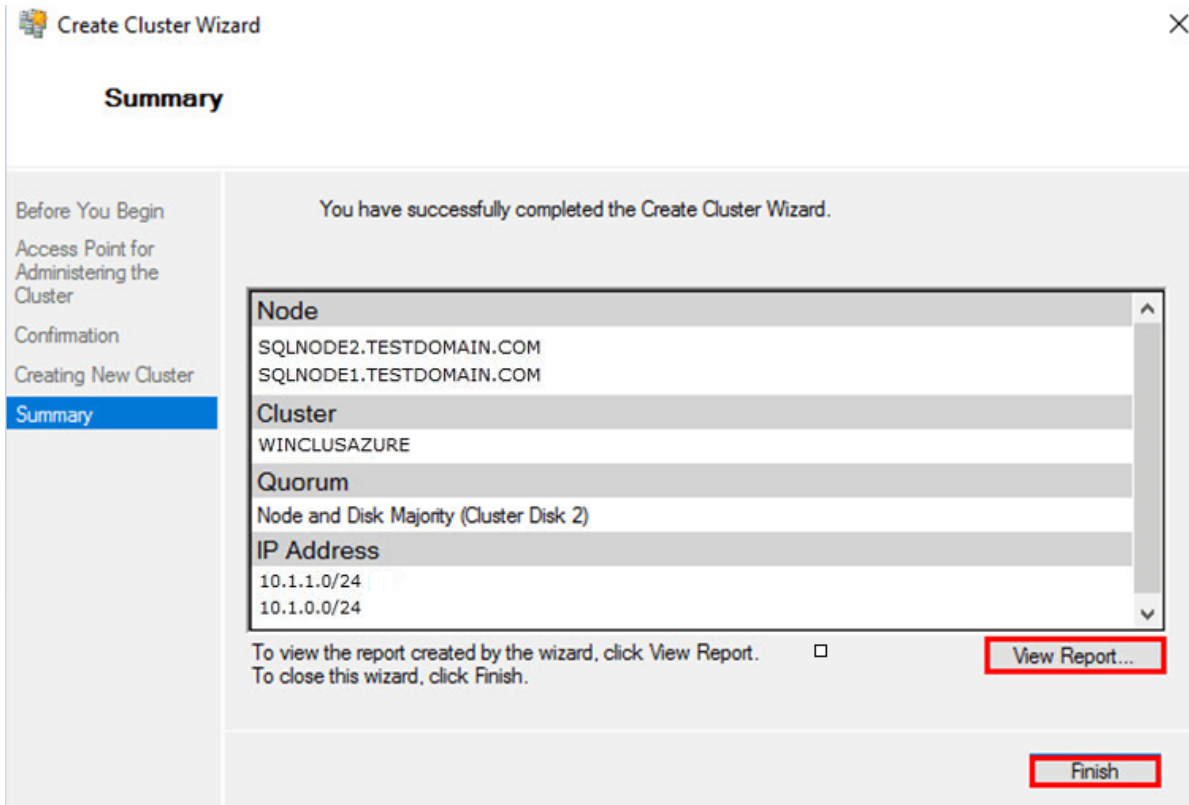 Create Cluster Wizard
Summary
Before You Begin
Access Point for
Administering the
Cluster
Confirmation
Creating New Cluster
Summary
You have successfully completed the Create Cluster Wizard.
Node
SQLNODE2.TESTDOMAIN.COM
SQLNODE1.TESTDOMAIN.COM
Cluster
WINCLUSAZURE
Quorum
Node and Disk Majority (Cluster Disk 2)
IP Address
10.1.1.0/24
10.1.0.0/24
To view the report created by the wizard, click View Report.
To close this wizard, click Finish.
View Report...
Finish